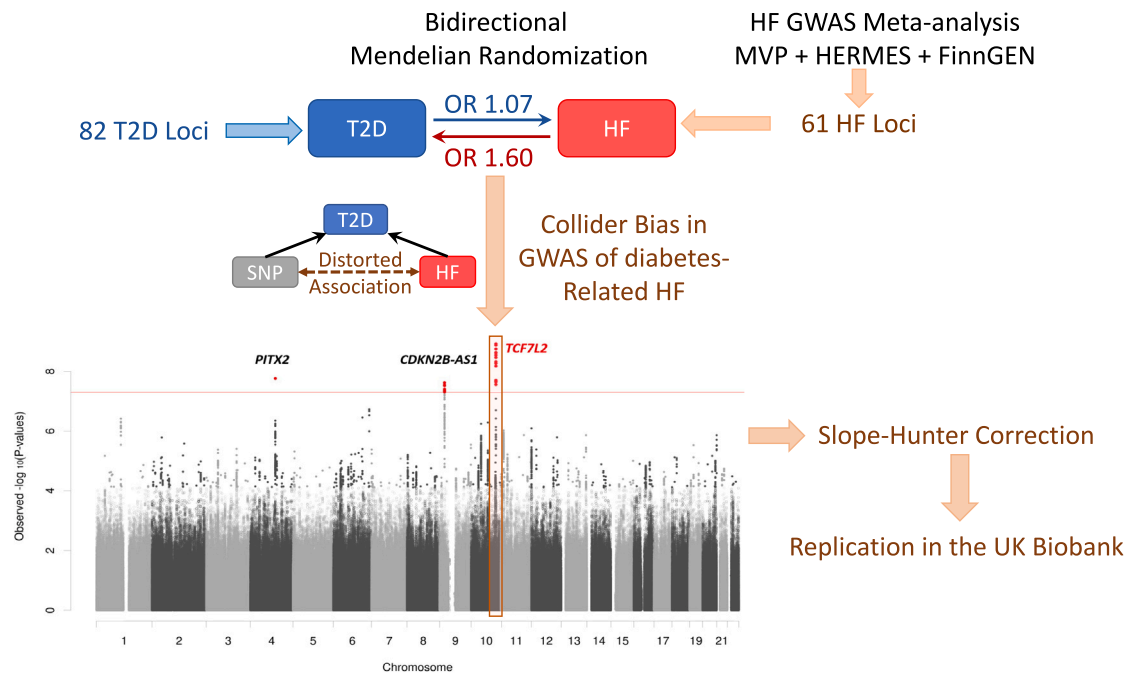 Bidirectional
Mendelian Randomization
HF GWAS Meta-analysis
MVP + HERMES + FinnGEN
82 T2D Loci
T2D
OR 1.07
OR 1.60
HF
61 HF Loci
T2D
SNP
Distorted
Association
HF
Collider Bias in
GWAS of diabetes-
Related HF
PITX2
CDKN2B-AS1
TCF7L2
Observed -log 10(P-values)
8
6
4
2
0
1 2 3 4 5 6 7 8 9 10 11 12 13 14 15 17 19 21
Chromosome
Slope-Hunter Correction
Replication in the UK Biobank